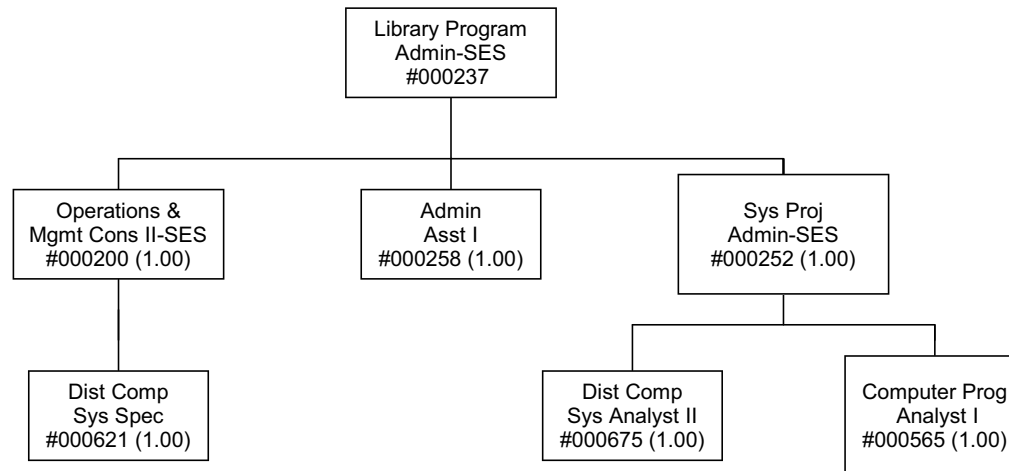 Library Program
Admin-SES
#000237
Operations &
Mgmt Cons II-SES
#000200 (1.00)
Admin
Asst I
#000258 (1.00)
Sys Proj
Admin-SES
#000252 (1.00)
Dist Comp
Sys Spec
#000621 (1.00)
Dist Comp
Sys Analyst II
#000675 (1.00)
Computer Prog
Analyst I
#000565 (1.00)